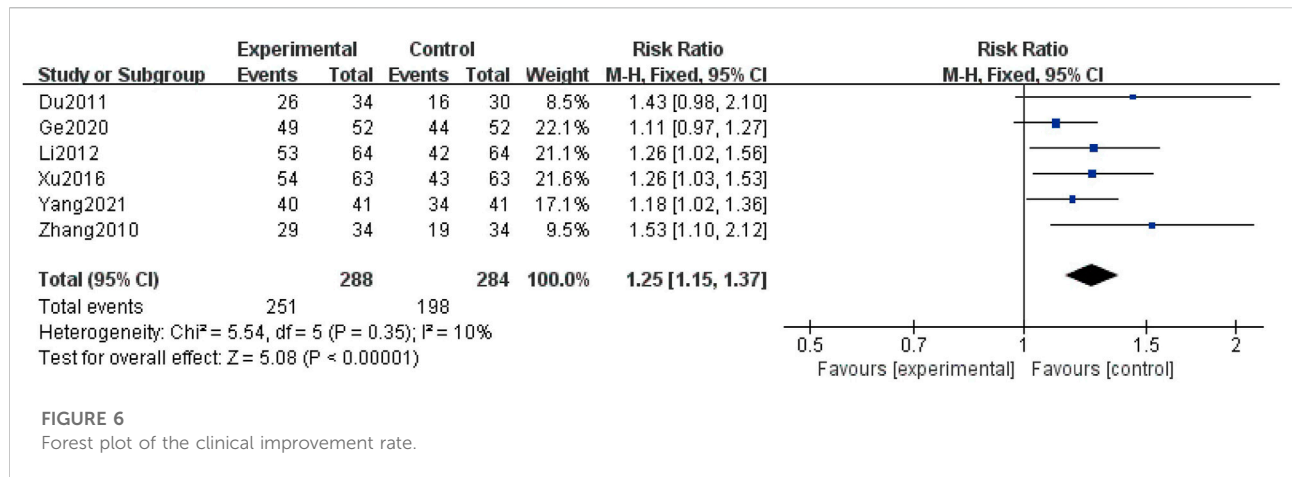 Experimental Control Risk Ratio Risk Ratio
Study or Subgroup Events Total Events Total Weight M-H, Fixed, 95% CI M-H, Fixed, 95% CI
Du2011 26 34 16 30 8.5% 1.43 [0.98, 2.10]
Ge2020 49 52 44 52 22.1% 1.11 [0.97, 1.27]
Li2012 53 64 42 64 21.1% 1.26 [1.02, 1.56]
Xu2016 54 63 43 63 21.6% 1.26 [1.03, 1.53]
Yang2021 40 41 34 41 17.1% 1.18 [1.02, 1.36]
Zhang2010 29 34 19 34 9.5% 1.53 [1.10, 2.12]
Total (95% CI) 288 284 100.0% 1.25 [1.15, 1.37]
Total events 251 198
Heterogeneity: Chi² = 5.54, df = 5 (P = 0.35); I² = 10%
Test for overall effect: Z = 5.08 (P < 0.00001)
0.5 0.7 1 1.5 2
Favours [experimental] Favours [control]
FIGURE 6
Forest plot of the clinical improvement rate.